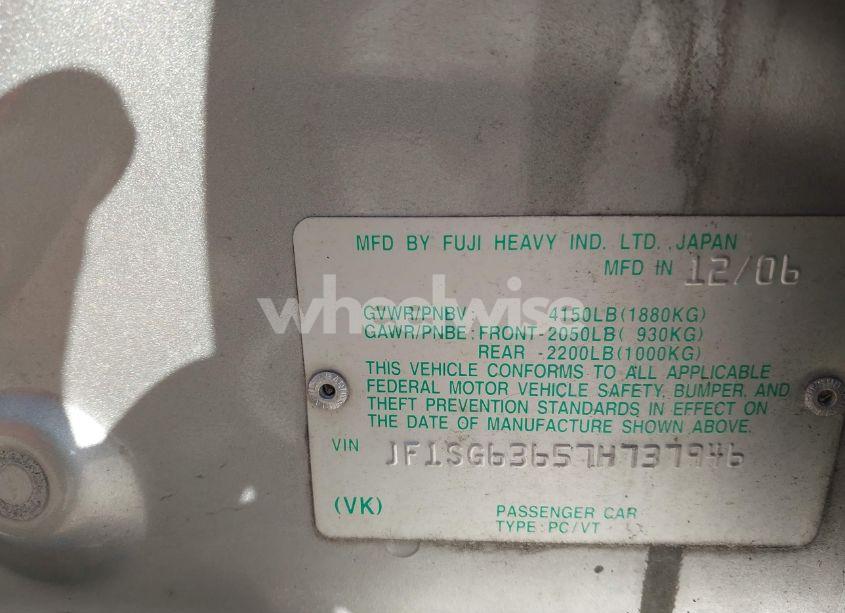 MFD BY FUJI HEAVY IND. LTD. JAPAN
MFD IN 12/06
wheelwise
GVWR/PNBV: 4150LB(1880KG)
GAWR/PNBE: FRONT-2050LB( 930KG)
REAR -2200LB(1000KG)
THIS VEHICLE CONFORMS TO ALL APPLICABLE
FEDERAL MOTOR VEHICLE SAFETY, BUMPER, AND
THEFT PREVENTION STANDARDS IN EFFECT ON
THE DATE OF MANUFACTURE SHOWN ABOVE.
VIN JF1SG63657H737946
(VK) PASSENGER CAR
TYPE: PC/VT